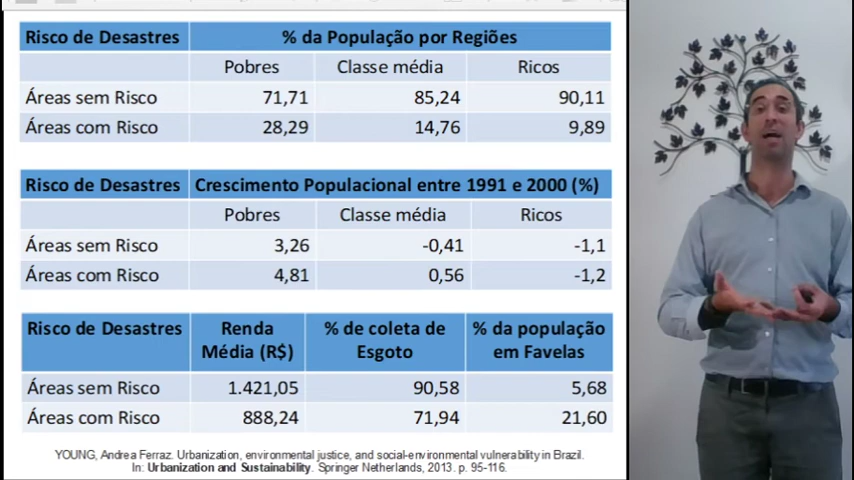 Risco de Desastres % da População por Regiões
Pobres Classe média Ricos
Áreas sem Risco 71,71 85,24 90,11
Áreas com Risco 28,29 14,76 9,89
Risco de Desastres Crescimento Populacional entre 1991 e 2000 (%)
Pobres Classe média Ricos
Áreas sem Risco 3,26 -0,41 -1,1
Áreas com Risco 4,81 0,56 -1,2
Risco de Desastres Renda Média (R$) % de coleta de Esgoto % da população em Favelas
Áreas sem Risco 1.421,05 90,58 5,68
Áreas com Risco 888,24 71,94 21,60
YOUNG, Andrea Ferraz. Urbanization, environmental justice, and social-environmental vulnerability in Brazil.
In: Urbanization and Sustainability. Springer Netherlands, 2013. p. 95-116.